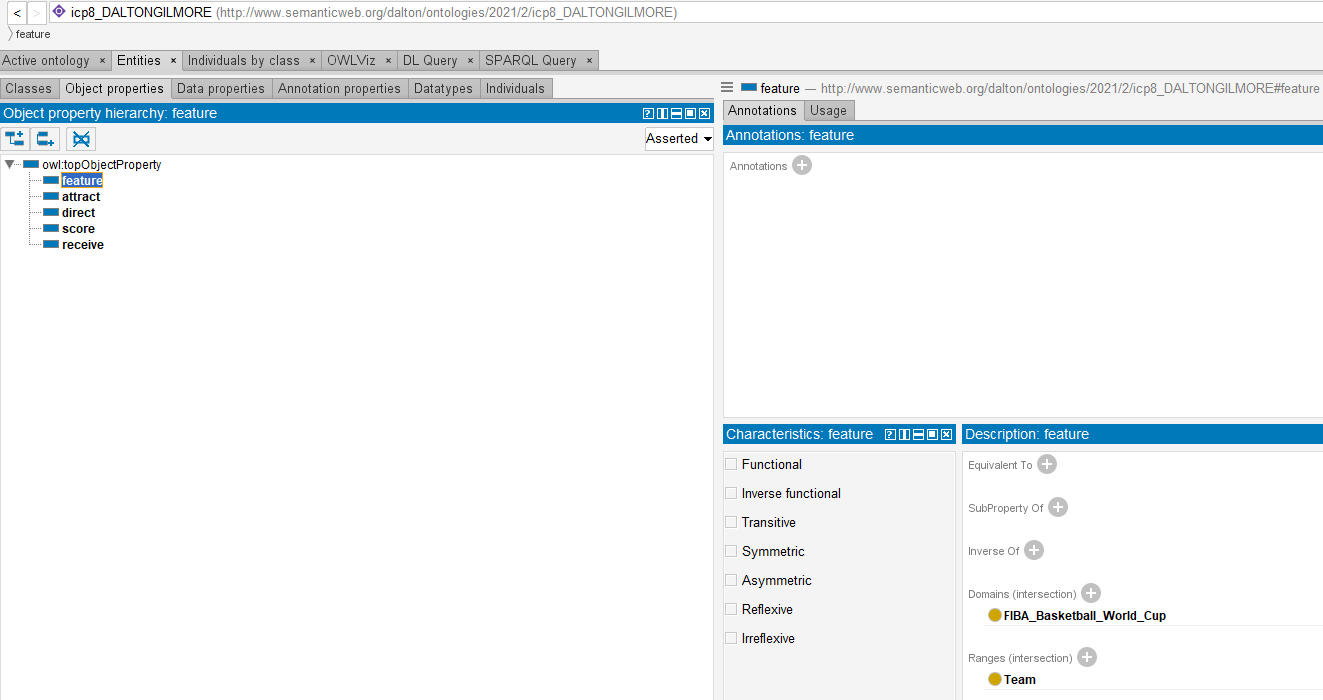 < > icp8_DALTONGILMORE (http://www.semanticweb.org/dalton/ontologies/2021/2/icp8_DALTONGILMORE)
feature
Active ontology × Entities × Individuals by class × OWLViz × DL Query × SPARQL Query ×
Classes Object properties Data properties Annotation properties Datatypes Individuals
Object property hierarchy: feature
Asserted
owl:topObjectProperty
feature
attract
direct
score
receive
feature — http://www.semanticweb.org/dalton/ontologies/2021/2/icp8_DALTONGILMORE#feature
Annotations Usage
Annotations: feature
Annotations
Characteristics: feature
Functional
Inverse functional
Transitive
Symmetric
Asymmetric
Reflexive
Irreflexive
Description: feature
Equivalent To
SubProperty Of
Inverse Of
Domains (intersection)
FIBA_Basketball_World_Cup
Ranges (intersection)
Team